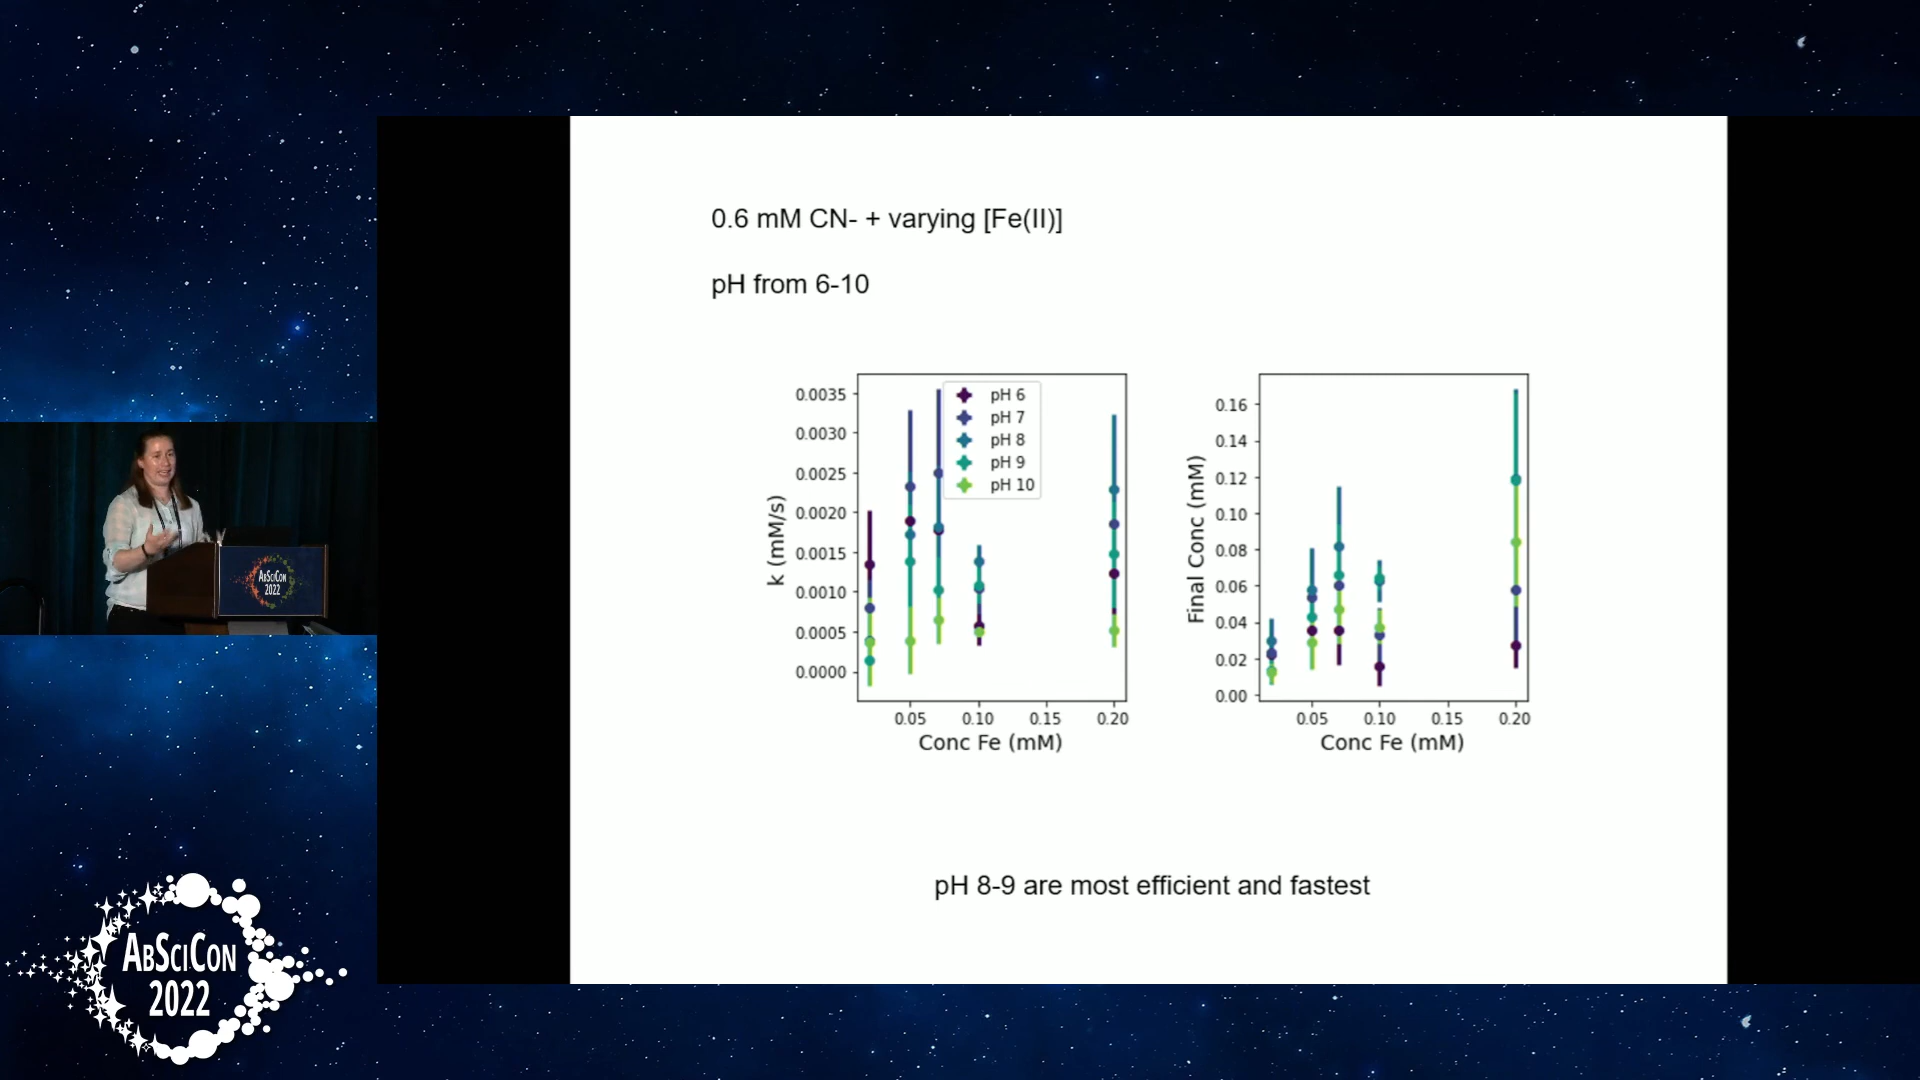 0.6 mM CN- + varying [Fe(II)]
pH from 6-10
0.0035
0.0030
0.0025
0.0020
0.0015
0.0010
0.0005
0.0000
k (mM/s)
pH 6
pH 7
pH 8
pH 9
pH 10
0.05 0.10 0.15 0.20
Conc Fe (mM)
0.16
0.14
0.12
0.10
0.08
0.06
0.04
0.02
0.00
Final Conc (mM)
0.05 0.10 0.15 0.20
Conc Fe (mM)
pH 8-9 are most efficient and fastest
ABSCICON
2022
ABSCICON
2022